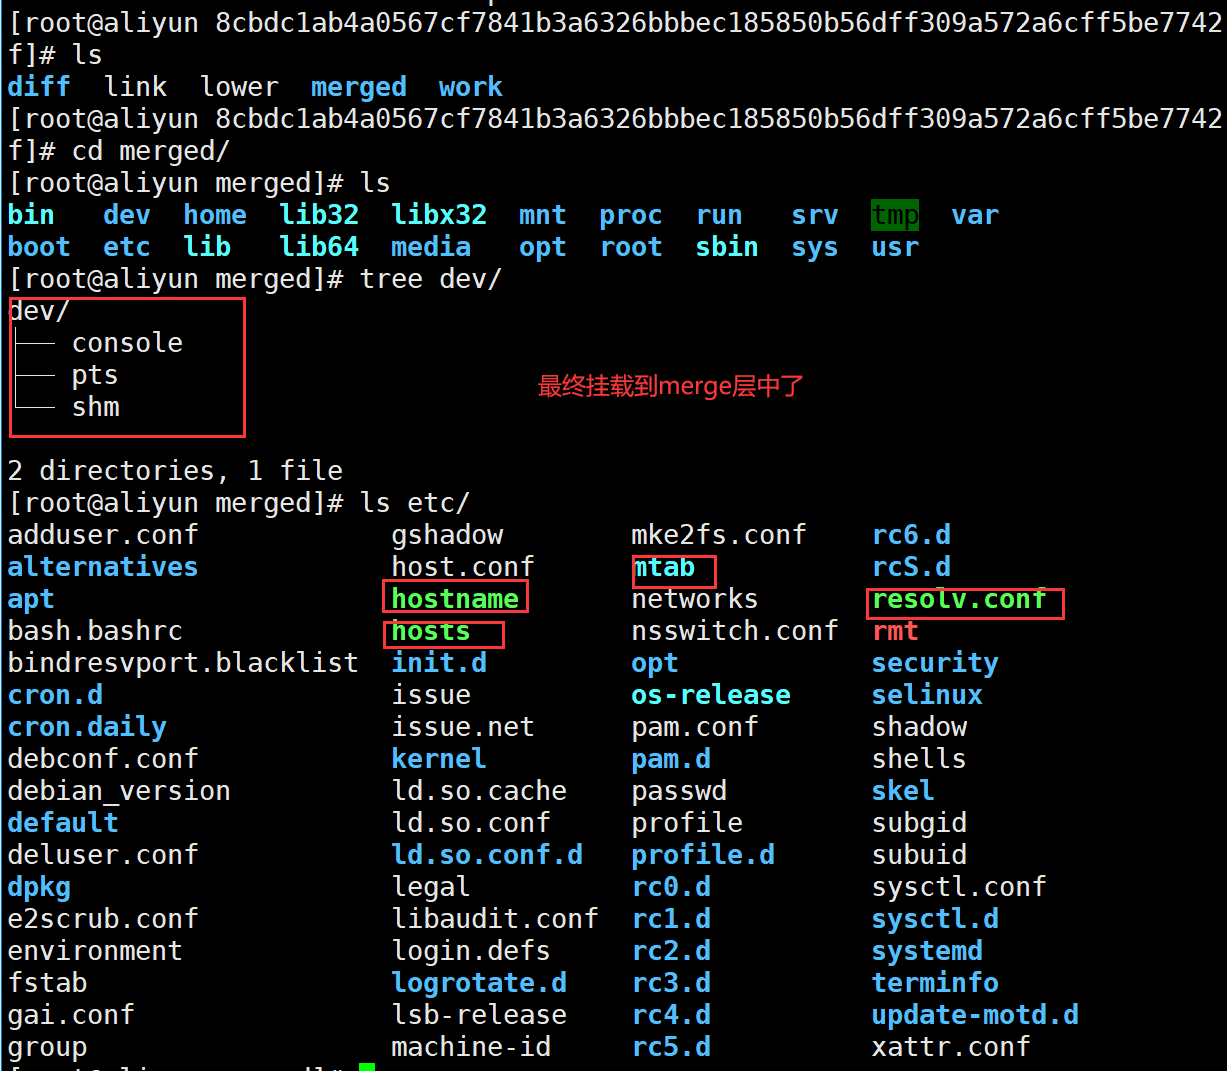 [root@aliyun 8cbdc1ab4a0567cf7841b3a6326bbbec185850b56dff309a572a6cff5be7742
f]# ls
diff  link  lower  merged  work
[root@aliyun 8cbdc1ab4a0567cf7841b3a6326bbbec185850b56dff309a572a6cff5be7742
f]# cd merged/
[root@aliyun merged]# ls
bin   dev  home  lib32  libx32  mnt  proc  run   srv  tmp  var
boot  etc  lib   lib64  media   opt  root  sbin  sys  usr
[root@aliyun merged]# tree dev/
dev/
├── console
├── pts
└── shm
最终挂载到merge层中了
2 directories, 1 file
[root@aliyun merged]# ls etc/
adduser.conf            gshadow        mke2fs.conf    rc6.d
alternatives            host.conf      mtab           rcS.d
apt                     hostname       networks       resolv.conf
bash.bashrc             hosts          nsswitch.conf  rmt
bindresvport.blacklist  init.d         opt            security
cron.d                  issue          os-release     selinux
cron.daily              issue.net      pam.conf       shadow
debconf.conf            kernel         pam.d          shells
debian_version          ld.so.cache    passwd         skel
default                 ld.so.conf     profile        subgid
deluser.conf            ld.so.conf.d   profile.d      subuid
dpkg                    legal          rc0.d          sysctl.conf
e2scrub.conf            libaudit.conf  rc1.d          sysctl.d
environment             login.defs     rc2.d          systemd
fstab                   logrotate.d    rc3.d          terminfo
gai.conf                lsb-release    rc4.d          update-motd.d
group                   machine-id     rc5.d          xattr.conf